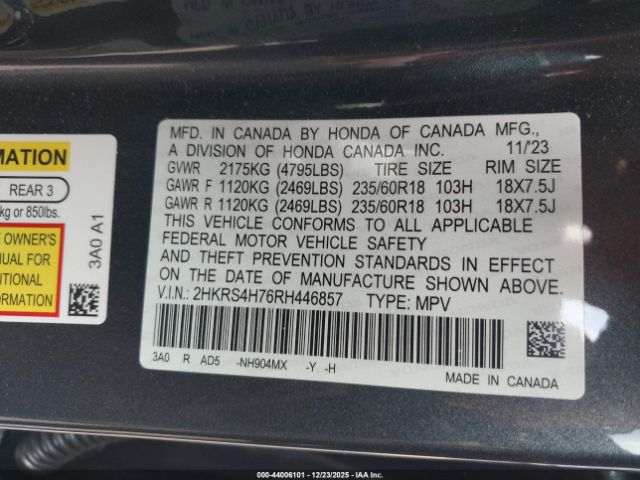 MATION
REAR 3
kg or 850lbs.
OWNER'S
UAL FOR
ITIONAL
ORMATION
3A0 A1
MFD. IN CANADA BY HONDA OF CANADA MFG.,
A DIVISION OF HONDA CANADA INC. 11/23
GVWR 2175KG (4795LBS) TIRE SIZE RIM SIZE
GAWR F 1120KG (2469LBS) 235/60R18 103H 18X7.5J
GAWR R 1120KG (2469LBS) 235/60R18 103H 18X7.5J
THIS VEHICLE CONFORMS TO ALL APPLICABLE
FEDERAL MOTOR VEHICLE SAFETY
AND THEFT PREVENTION STANDARDS IN EFFECT
ON THE DATE OF MANUFACTURE SHOWN ABOVE.
V.I.N.: 2HKRS4H76RH446857 TYPE: MPV
3A0 R AD5 -NH904MX -Y -H
MADE IN CANADA
000-44006101 - 12/23/2025 - IAAI.com